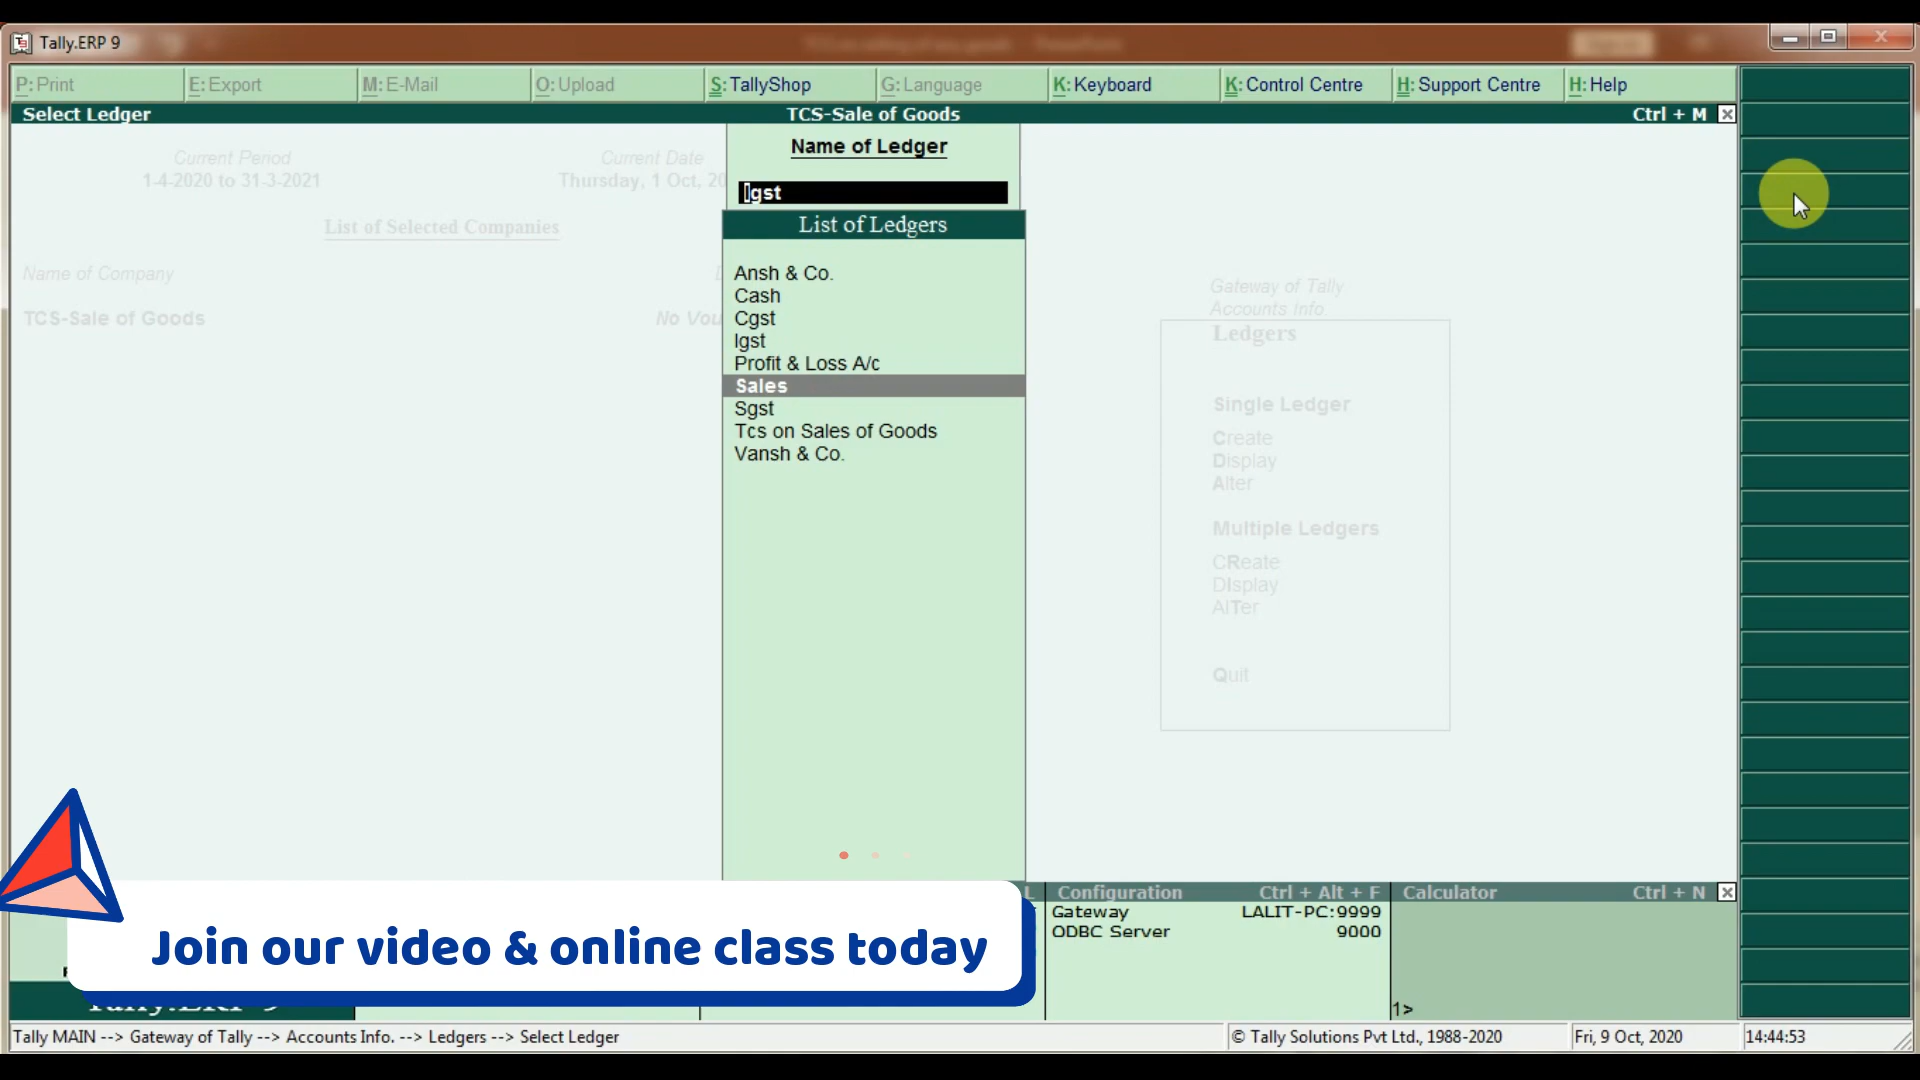 Tally.ERP 9
P: Print
E: Export
M: E-Mail
O: Upload
S: TallyShop
G: Language
K: Keyboard
K: Control Centre
H: Support Centre
H: Help
Select Ledger
TCS-Sale of Goods
Ctrl + M
Current Period
1-4-2020 to 31-3-2021
Current Date
Thursday, 1 Oct, 20
List of Selected Companies
Name of Company
TCS-Sale of Goods
No Vou
Name of Ledger
Igst
List of Ledgers
Ansh & Co.
Cash
Cgst
Igst
Profit & Loss A/c
Sales
Sgst
Tcs on Sales of Goods
Vansh & Co.
Gateway of Tally
Accounts Info
Ledgers
Single Ledger
Create
Display
Alter
Multiple Ledgers
CReate
DIsplay
AlTer
Quit
Join our video & online class today
Configuration
Ctrl + Alt + F
Gateway
LALIT-PC:9999
ODBC Server
9000
Calculator
Ctrl + N
1>
Tally MAIN --> Gateway of Tally --> Accounts Info. --> Ledgers --> Select Ledger
© Tally Solutions Pvt Ltd., 1988-2020
Fri, 9 Oct, 2020
14:44:53